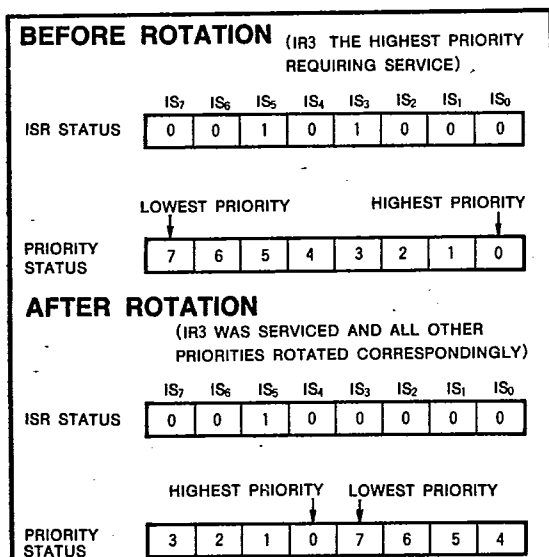 BEFORE ROTATION (IR3 THE HIGHEST PRIORITY
REQUIRING SERVICE)
IS7 IS6 IS5 IS4 IS3 IS2 IS1 IS0
ISR STATUS 0 0 1 0 1 0 0 0
LOWEST PRIORITY HIGHEST PRIORITY
PRIORITY STATUS 7 6 5 4 3 2 1 0
AFTER ROTATION
(IR3 WAS SERVICED AND ALL OTHER
PRIORITIES ROTATED CORRESPONDINGLY)
IS7 IS6 IS5 IS4 IS3 IS2 IS1 IS0
ISR STATUS 0 0 1 0 0 0 0 0
HIGHEST PRIORITY LOWEST PRIORITY
PRIORITY STATUS 3 2 1 0 7 6 5 4